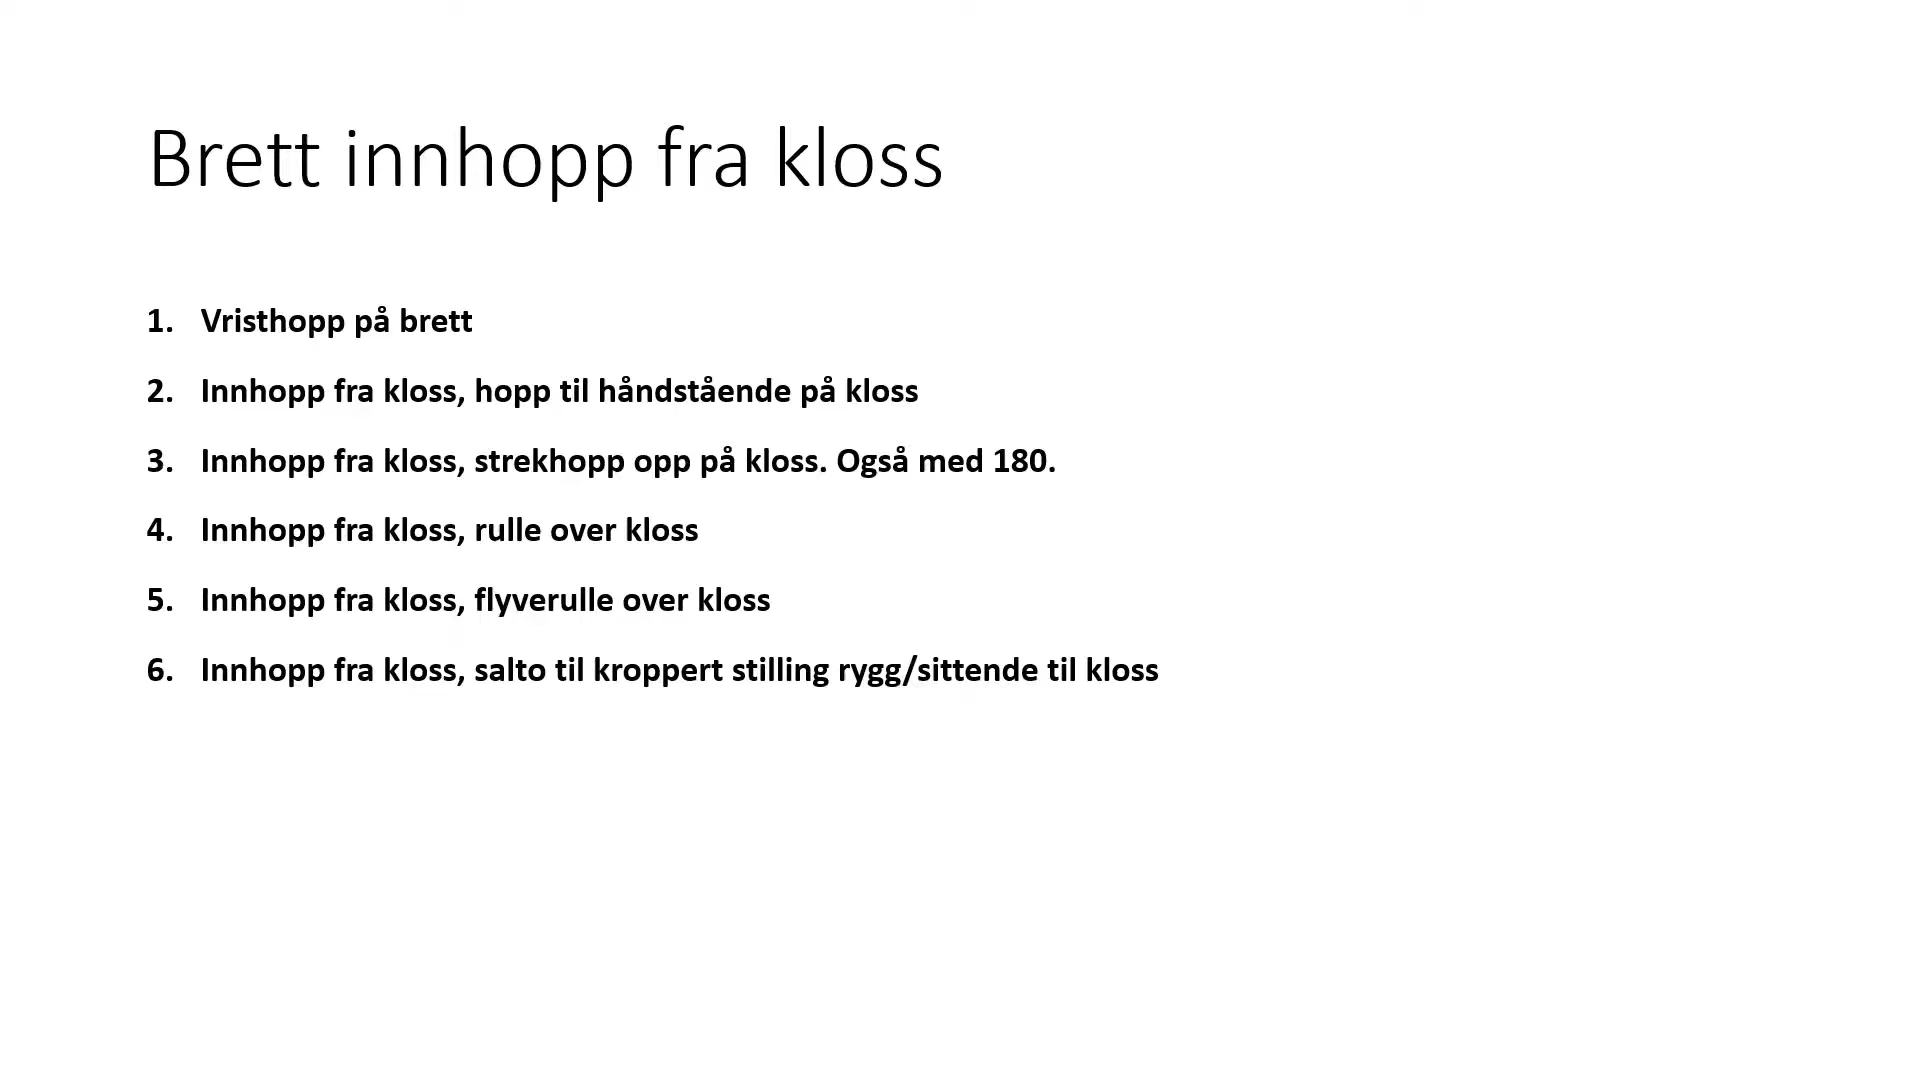 Brett innhopp fra kloss
1. Vristhopp på brett
2. Innhopp fra kloss, hopp til håndstående på kloss
3. Innhopp fra kloss, strekhopp opp på kloss. Også med 180.
4. Innhopp fra kloss, rulle over kloss
5. Innhopp fra kloss, flyverulle over kloss
6. Innhopp fra kloss, salto til kroppert stilling rygg/sittende til kloss